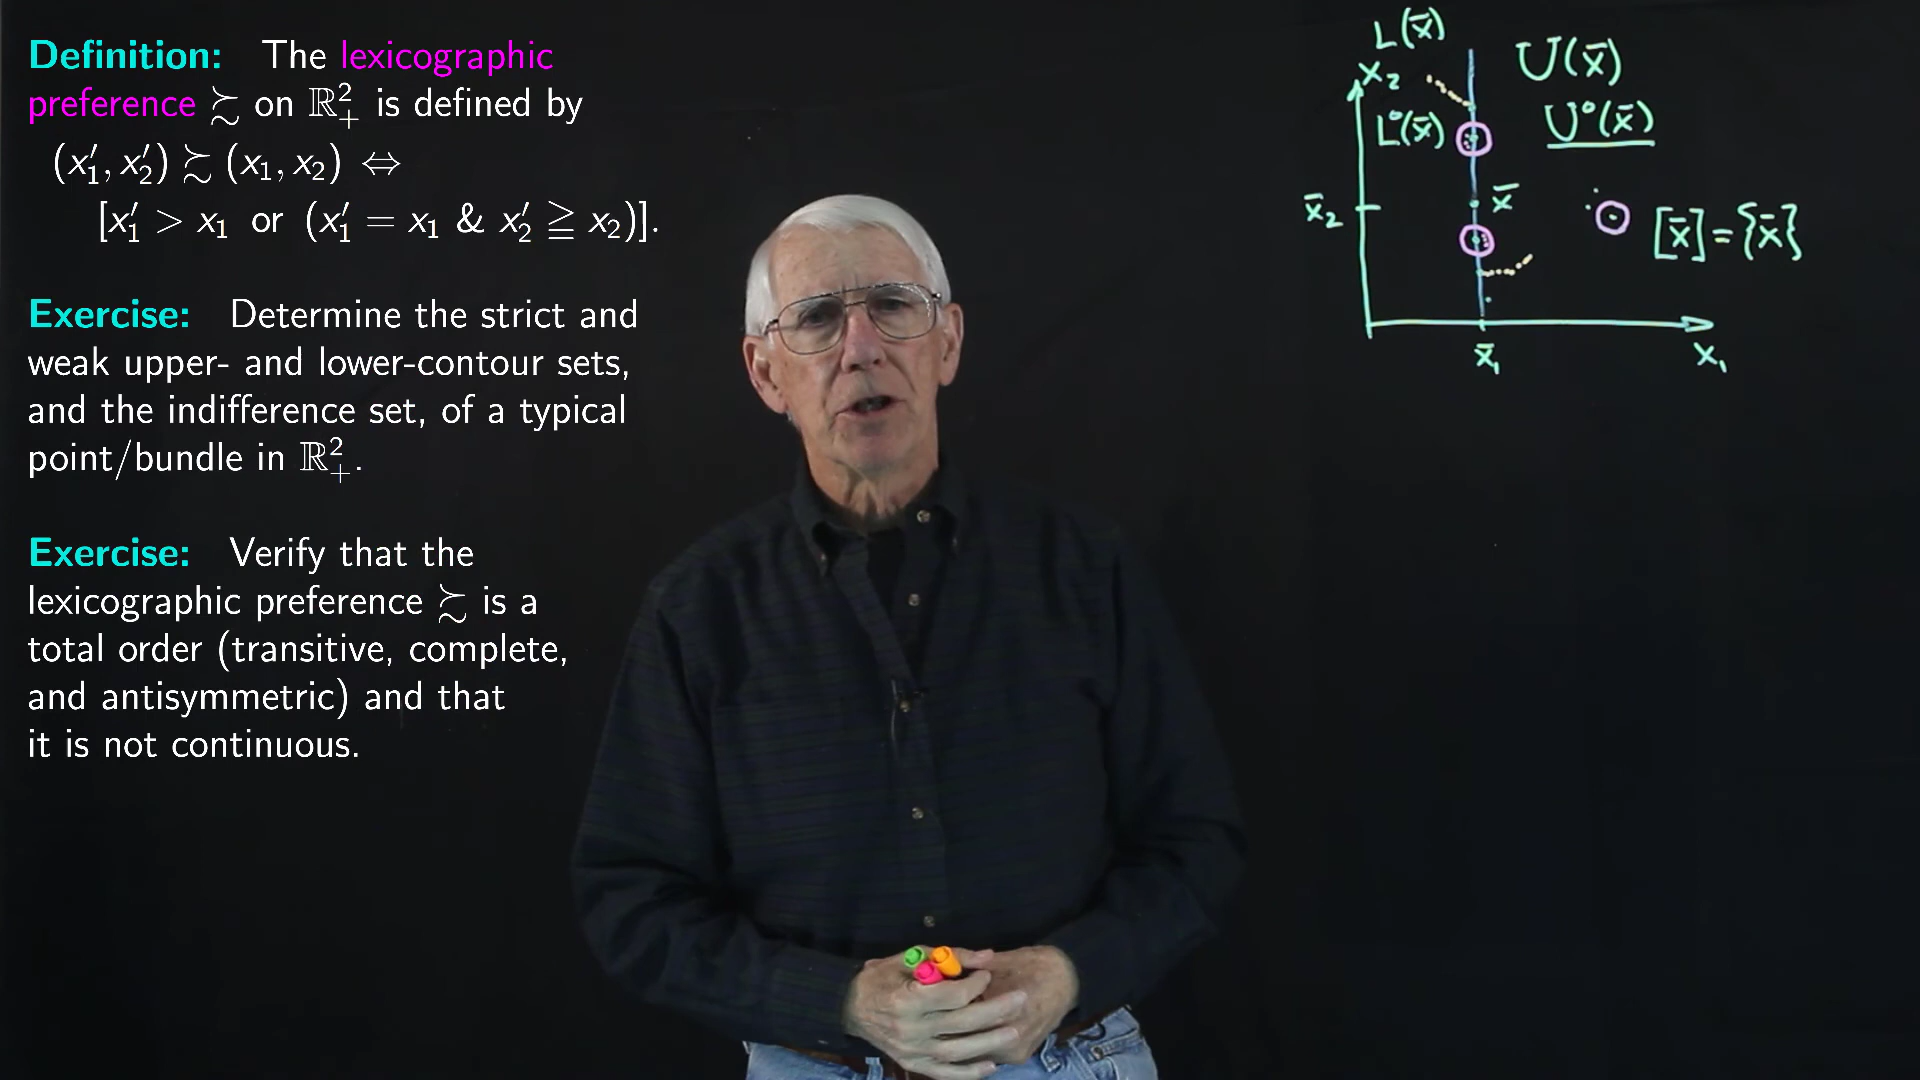 Definition: The lexicographic
preference ≿ on ℝ²₊ is defined by
(x′₁, x′₂) ≿ (x₁, x₂) ⇔
[x′₁ > x₁ or (x′₁ = x₁ & x′₂ ≧ x₂)].
Exercise: Determine the strict and
weak upper- and lower-contour sets,
and the indifference set, of a typical
point/bundle in ℝ²₊.
Exercise: Verify that the
lexicographic preference ≿ is a
total order (transitive, complete,
and antisymmetric) and that
it is not continuous.
L(x̄)
x₂
U(x̄)
L°(x̄)
U°(x̄)
x̄₂
x̄
[x̄] = {x̄}
x̄₁
x₁